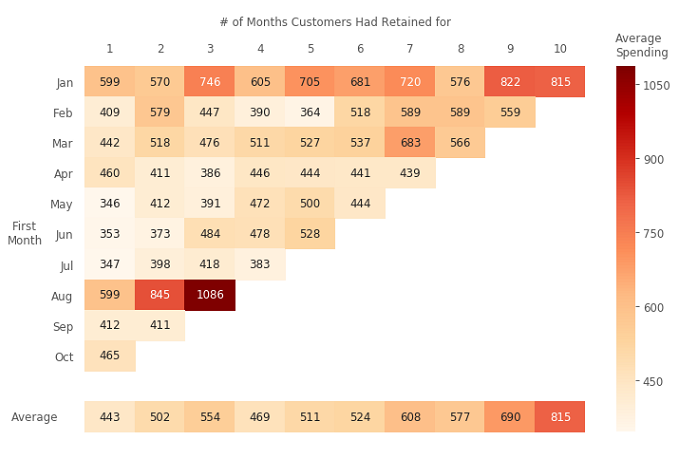 # of Months Customers Had Retained for
Average
Spending
1 2 3 4 5 6 7 8 9 10
Jan 599 570 746 605 705 681 720 576 822 815
Feb 409 579 447 390 364 518 589 589 559
Mar 442 518 476 511 527 537 683 566
Apr 460 411 386 446 444 441 439
May 346 412 391 472 500 444
First
Month
Jun 353 373 484 478 528
Jul 347 398 418 383
Aug 599 845 1086
Sep 412 411
Oct 465
Average 443 502 554 469 511 524 608 577 690 815
1050
900
750
600
450